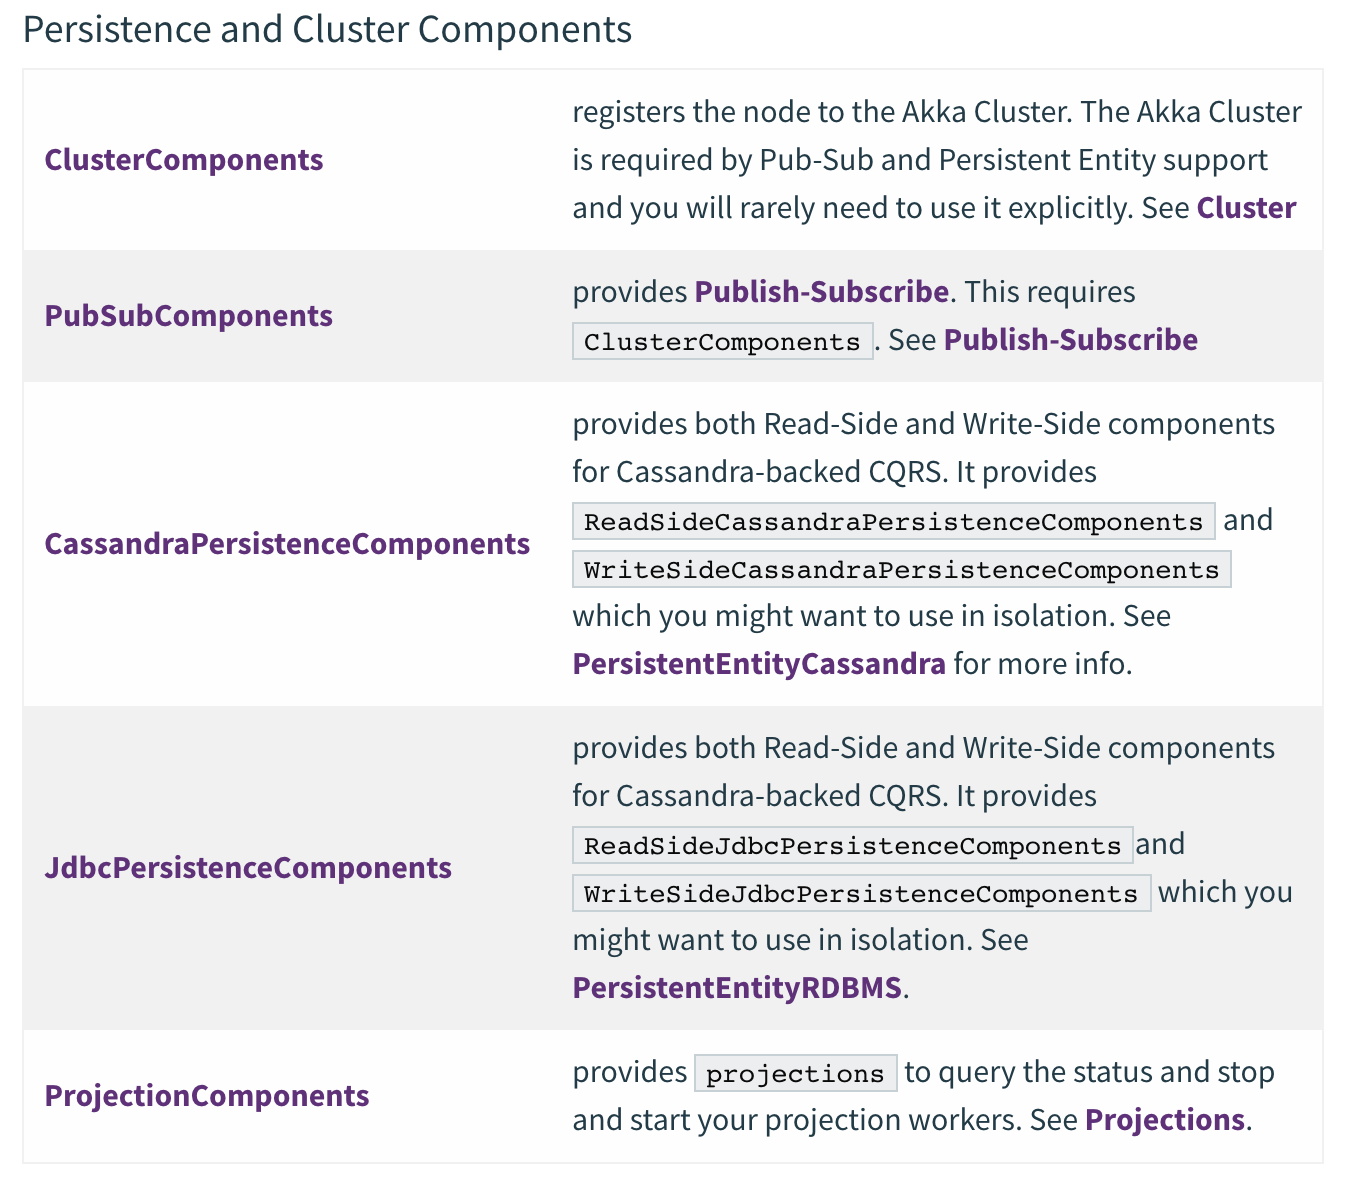 Persistence and Cluster Components
ClusterComponents
registers the node to the Akka Cluster. The Akka Cluster
is required by Pub-Sub and Persistent Entity support
and you will rarely need to use it explicitly. See Cluster
PubSubComponents
provides Publish-Subscribe. This requires
ClusterComponents. See Publish-Subscribe
CassandraPersistenceComponents
provides both Read-Side and Write-Side components
for Cassandra-backed CQRS. It provides
ReadSideCassandraPersistenceComponents and
WriteSideCassandraPersistenceComponents
which you might want to use in isolation. See
PersistentEntityCassandra for more info.
JdbcPersistenceComponents
provides both Read-Side and Write-Side components
for Cassandra-backed CQRS. It provides
ReadSideJdbcPersistenceComponents and
WriteSideJdbcPersistenceComponents which you
might want to use in isolation. See
PersistentEntityRDBMS.
ProjectionComponents
provides projections to query the status and stop
and start your projection workers. See Projections.